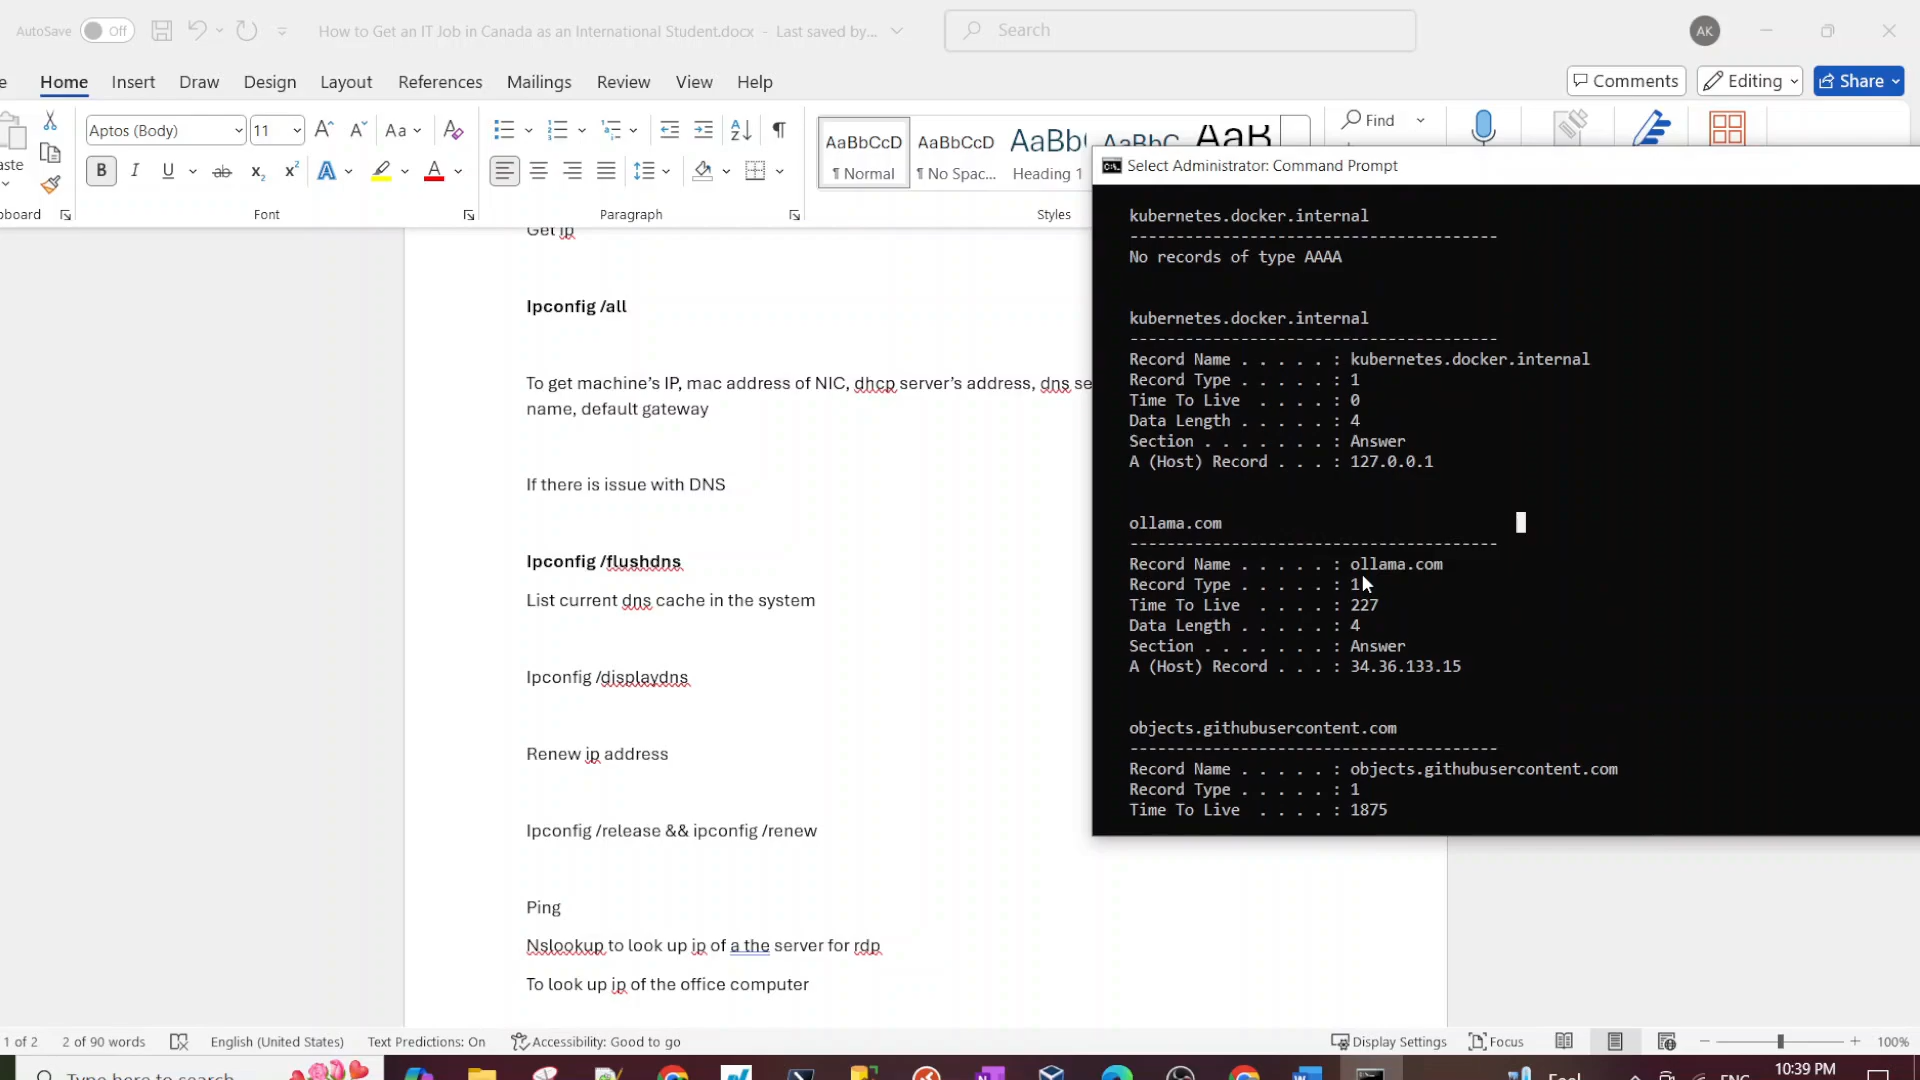 AutoSave Off How to Get an IT Job in Canada as an International Student.docx - Last saved by... Search AK
Home Insert Draw Design Layout References Mailings Review View Help Comments Editing Share
Aptos (Body) 11 Aa AaBbCcD AaBbCcD Find
¶ Normal ¶ No Spac... Heading 1
Font Paragraph Styles
Get ip
Ipconfig /all
To get machine's IP, mac address of NIC, dhcp server's address, dns se
name, default gateway
If there is issue with DNS
Ipconfig /flushdns
List current dns cache in the system
Ipconfig /displaydns
Renew ip address
Ipconfig /release && ipconfig /renew
Ping
Nslookup to look up ip of a the server for rdp
To look up ip of the office computer
Select Administrator: Command Prompt
kubernetes.docker.internal
----------------------------------------
No records of type AAAA
kubernetes.docker.internal
----------------------------------------
Record Name . . . . . : kubernetes.docker.internal
Record Type . . . . . : 1
Time To Live . . . . : 0
Data Length . . . . . : 4
Section . . . . . . . : Answer
A (Host) Record . . . : 127.0.0.1
ollama.com
----------------------------------------
Record Name . . . . . : ollama.com
Record Type . . . . . : 1
Time To Live . . . . : 227
Data Length . . . . . : 4
Section . . . . . . . : Answer
A (Host) Record . . . : 34.36.133.15
objects.githubusercontent.com
----------------------------------------
Record Name . . . . . : objects.githubusercontent.com
Record Type . . . . . : 1
Time To Live . . . . : 1875
1 of 2 2 of 90 words English (United States) Text Predictions: On Accessibility: Good to go Display Settings Focus 100%
Type here to search 10:39 PM